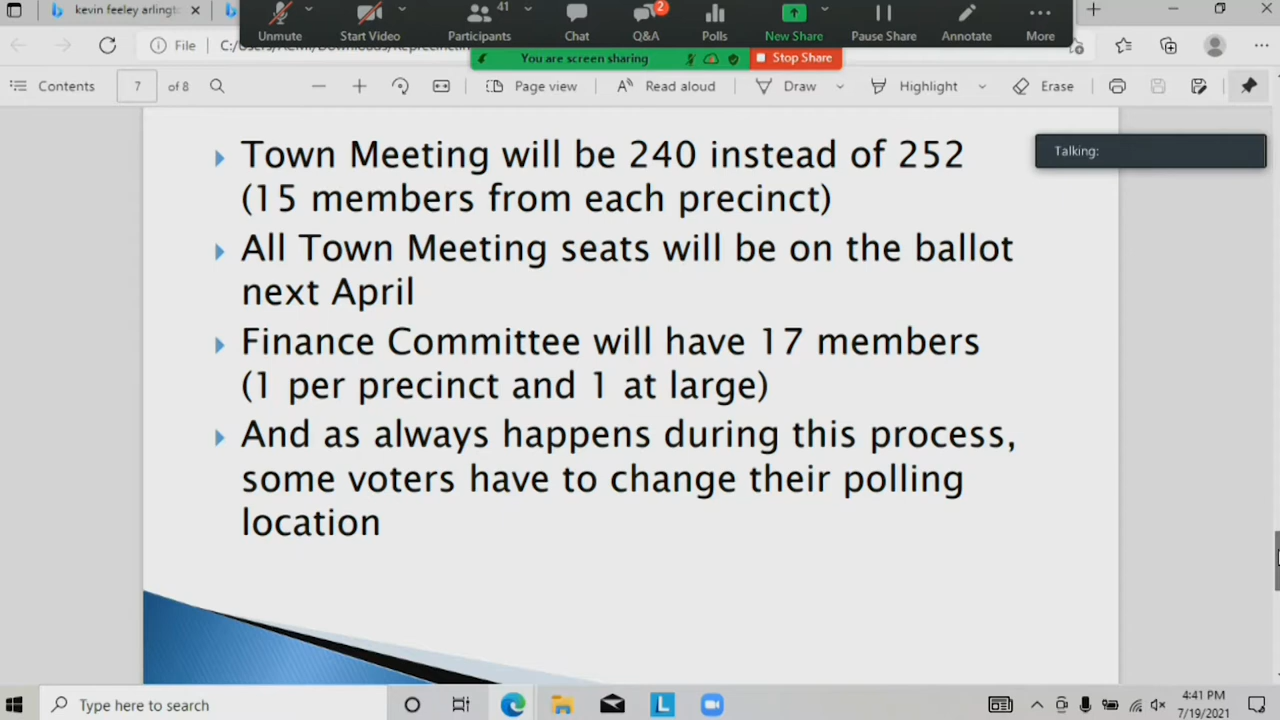 kevin feeley arlingt
Unmute
Start Video
41
Participants
Chat
2
Q&A
Polls
New Share
Pause Share
Annotate
More
You are screen sharing
Stop Share
File
Contents
7
of 8
Page view
Read aloud
Draw
Highlight
Erase
Talking:
Town Meeting will be 240 instead of 252
(15 members from each precinct)
All Town Meeting seats will be on the ballot
next April
Finance Committee will have 17 members
(1 per precinct and 1 at large)
And as always happens during this process,
some voters have to change their polling
location
Type here to search
L
4:41 PM
7/19/2021